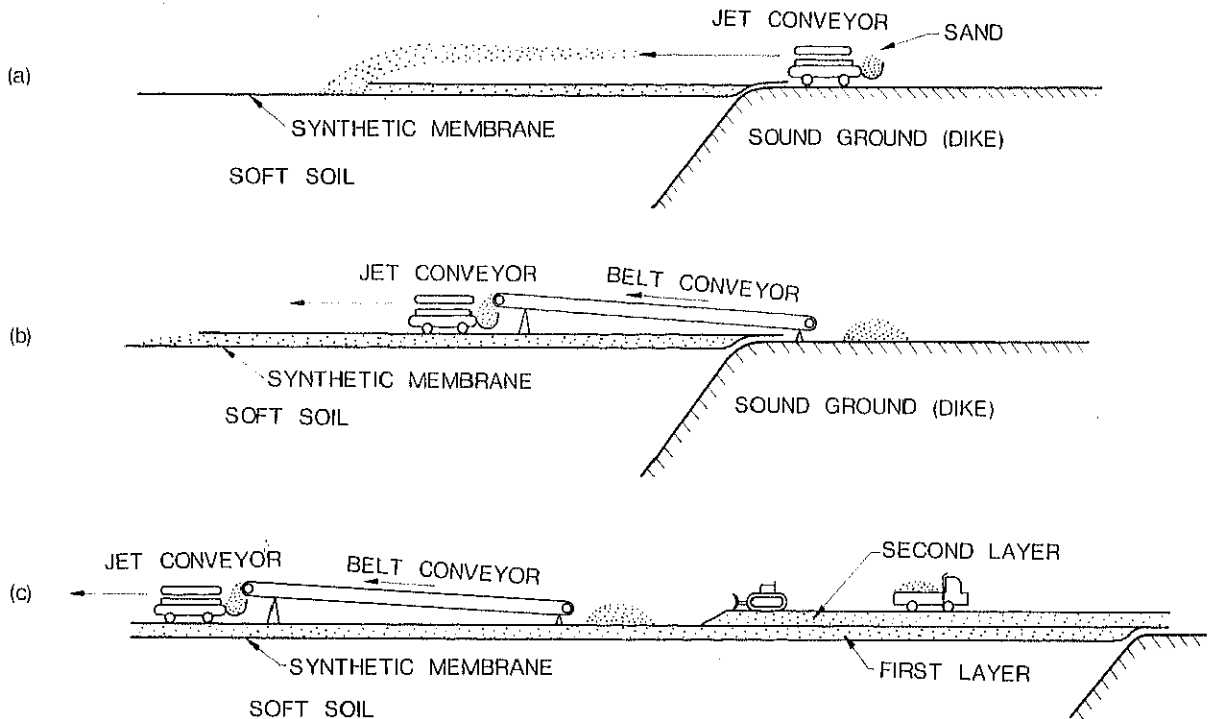 JET CONVEYOR
SAND
(a)
SYNTHETIC MEMBRANE
SOUND GROUND (DIKE)
SOFT SOIL
JET CONVEYOR
BELT CONVEYOR
(b)
SYNTHETIC MEMBRANE
SOFT SOIL
SOUND GROUND (DIKE)
JET CONVEYOR
BELT CONVEYOR
SECOND LAYER
(c)
SYNTHETIC MEMBRANE
FIRST LAYER
SOFT SOIL